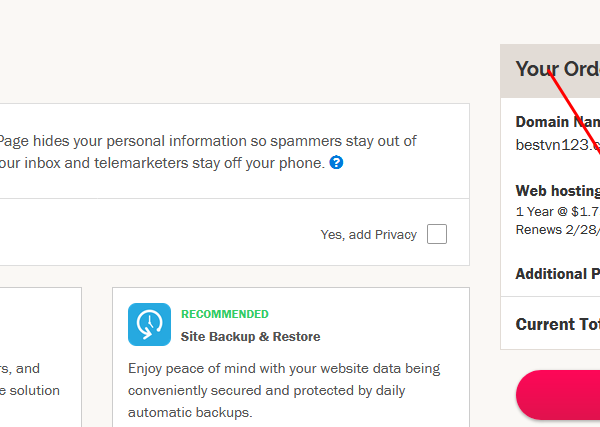 Page hides your personal information so spammers stay out of
our inbox and telemarketers stay off your phone. ?
Yes, add Privacy
and
e solution
RECOMMENDED
Site Backup & Restore
Enjoy peace of mind with your website data being
conveniently secured and protected by daily
automatic backups.
Your Ord
Domain Nam
bestvn123.c
Web hosting
1 Year @ $1.7
Renews 2/28/
Additional P
Current Tot